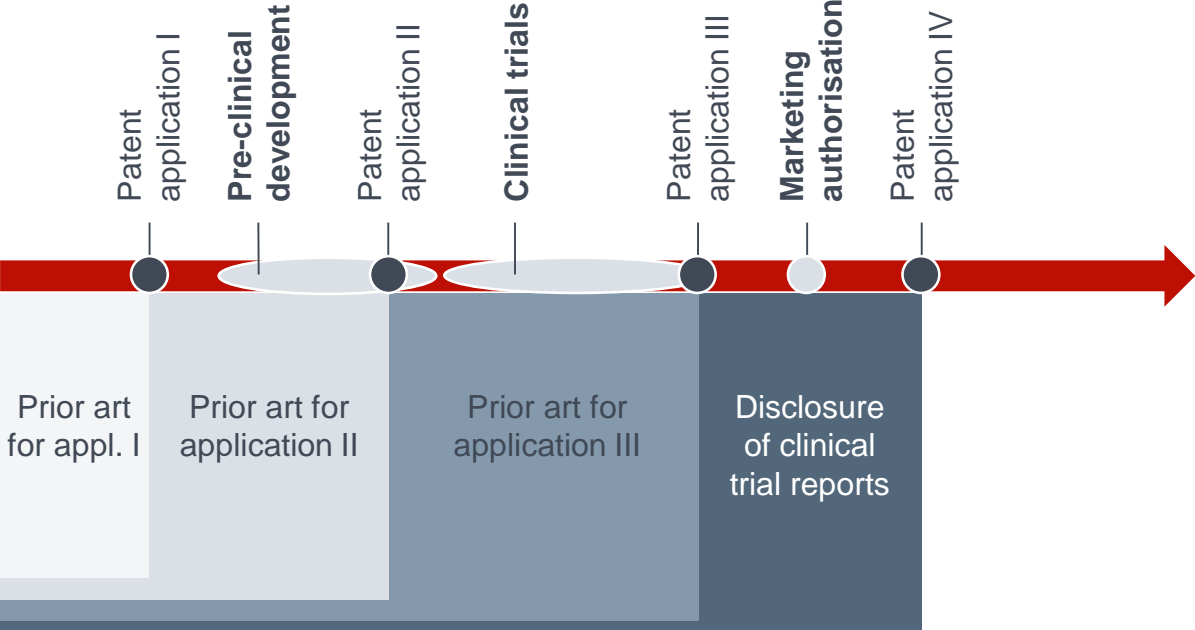 Patent
application I
Pre-clinical
development
Patent
application II
Clinical trials
Patent
application III
Marketing
authorisation
Patent
application IV
Prior art
for appl. I
Prior art for
application II
Prior art for
application III
Disclosure
of clinical
trial reports